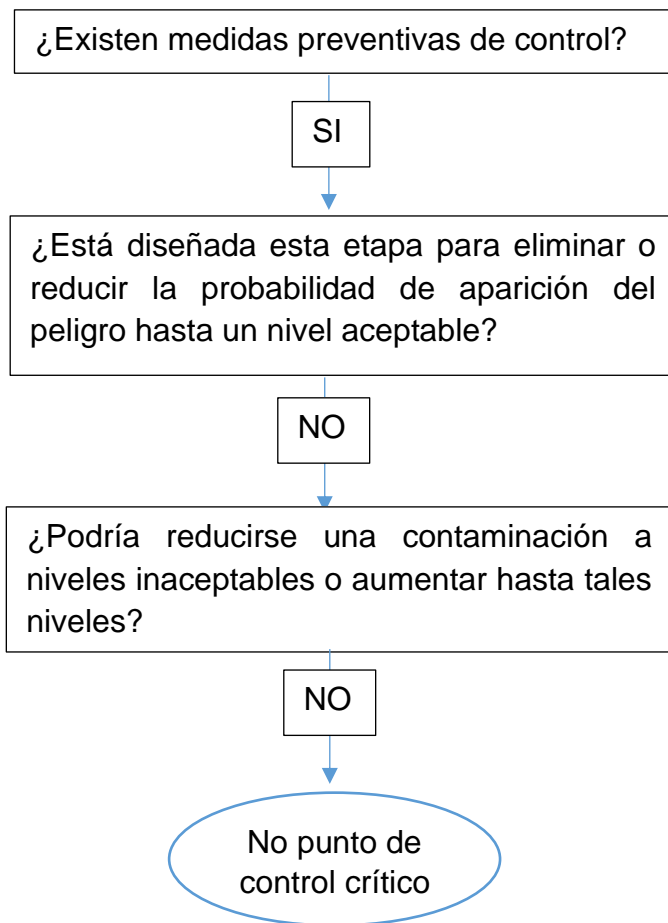 ¿Existen medidas preventivas de control?
SI
¿Está diseñada esta etapa para eliminar o
reducir la probabilidad de aparición del
peligro hasta un nivel aceptable?
NO
¿Podría reducirse una contaminación a
niveles inaceptables o aumentar hasta tales
niveles?
NO
No punto de
control crítico